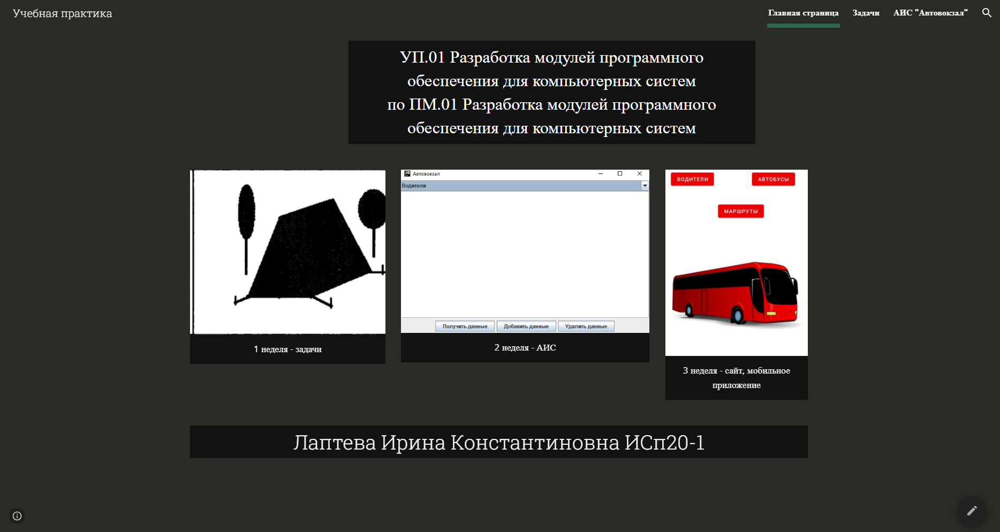 Учебная практика
Главная страница
Задачи
АИС "Автовокзал"
УП.01 Разработка модулей программного
обеспечения для компьютерных систем
по ПМ.01 Разработка модулей программного
обеспечения для компьютерных систем
1 неделя - задачи
JB Автовокзал
Водители
Получить данные
Добавить данные
Удалить данные
2 неделя - АИС
ВОДИТЕЛИ
АВТОБУСЫ
МАРШРУТЫ
3 неделя - сайт, мобильное
приложение
Лаптева Ирина Константиновна ИСп20-1